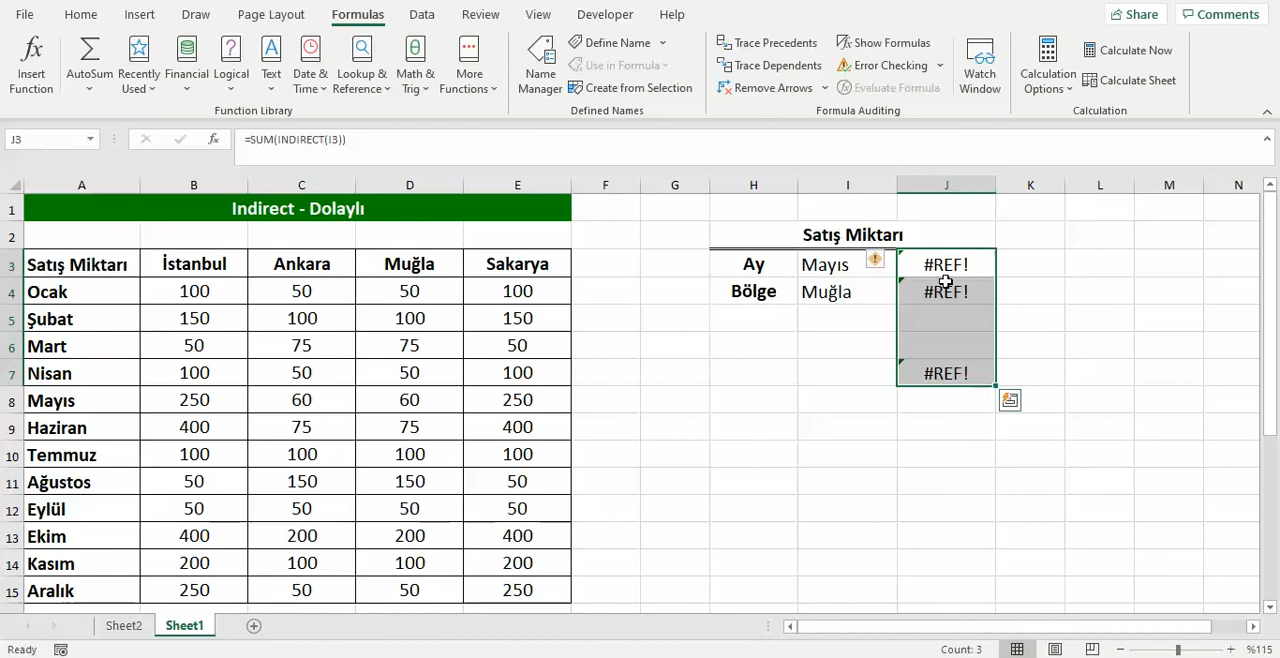 File Home Insert Draw Page Layout Formulas Data Review View Developer Help Share Comments
Insert Function AutoSum Recently Used Financial Logical Text Date & Time Lookup & Reference Math & Trig More Functions
Name Manager Define Name Use in Formula Create from Selection
Trace Precedents Show Formulas
Trace Dependents Error Checking
Remove Arrows Evaluate Formula
Watch Window Calculation Options Calculate Now Calculate Sheet
Function Library Defined Names Formula Auditing Calculation
J3 fx =SUM(INDIRECT(I3))
A B C D E F G H I J K L M N
1 Indirect - Dolaylı
2 Satış Miktarı
3 Satış Miktarı İstanbul Ankara Muğla Sakarya Ay Mayıs #REF!
4 Ocak 100 50 50 100 Bölge Muğla #REF!
5 Şubat 150 100 100 150
6 Mart 50 75 75 50
7 Nisan 100 50 50 100 #REF!
8 Mayıs 250 60 60 250
9 Haziran 400 75 75 400
10 Temmuz 100 100 100 100
11 Ağustos 50 150 150 50
12 Eylül 50 50 50 50
13 Ekim 400 200 200 400
14 Kasım 200 100 100 200
15 Aralık 250 50 50 250
Sheet2 Sheet1
Ready Count: 3 %115